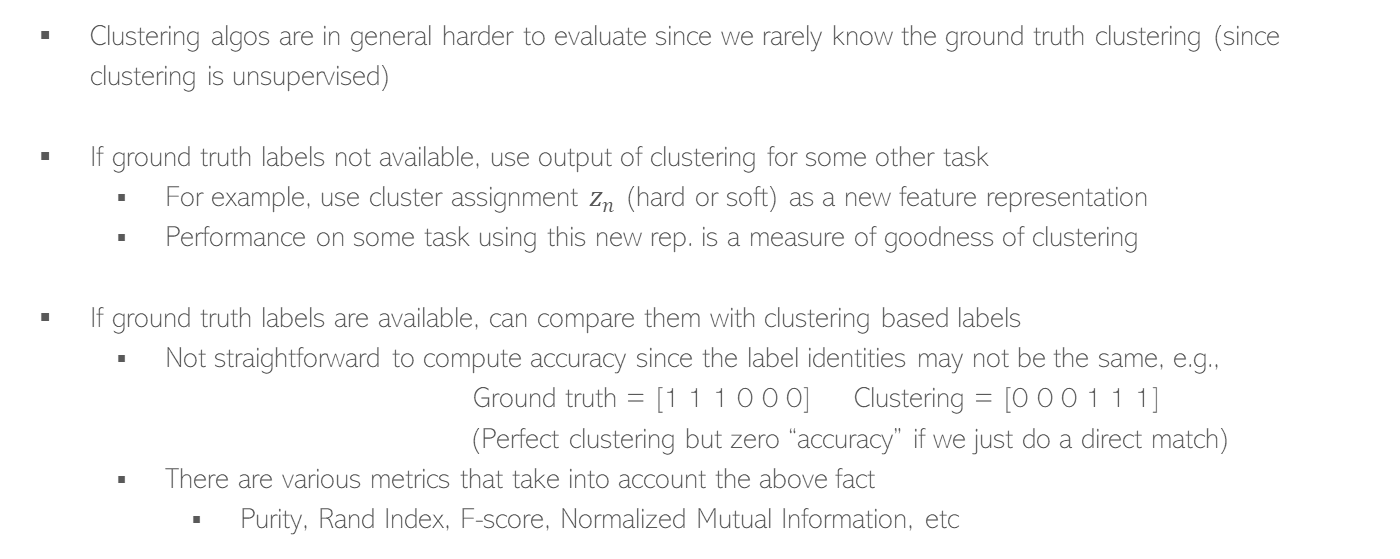 ▪ Clustering algos are in general harder to evaluate since we rarely know the ground truth clustering (since
clustering is unsupervised)
▪ If ground truth labels not available, use output of clustering for some other task
▪ For example, use cluster assignment 𝒛ₙ (hard or soft) as a new feature representation
▪ Performance on some task using this new rep. is a measure of goodness of clustering
▪ If ground truth labels are available, can compare them with clustering based labels
▪ Not straightforward to compute accuracy since the label identities may not be the same, e.g.,
Ground truth = [1 1 1 0 0 0] Clustering = [0 0 0 1 1 1]
(Perfect clustering but zero “accuracy” if we just do a direct match)
▪ There are various metrics that take into account the above fact
▪ Purity, Rand Index, F-score, Normalized Mutual Information, etc